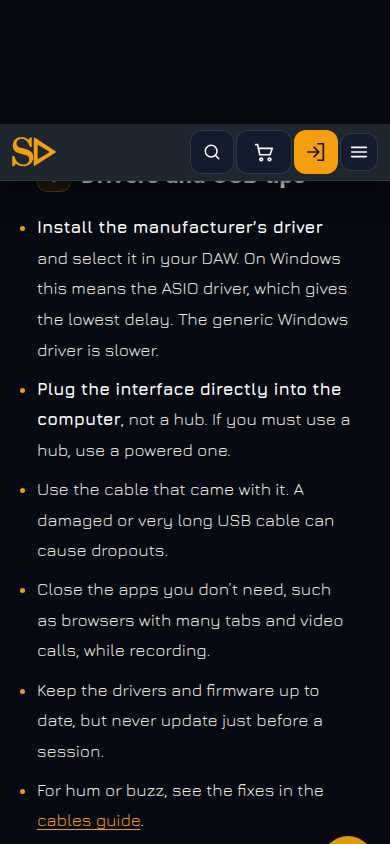 SD
Drivers and USB tips
Install the manufacturer's driver
and select it in your DAW. On Windows
this means the ASIO driver, which gives
the lowest delay. The generic Windows
driver is slower.
Plug the interface directly into the
computer, not a hub. If you must use a
hub, use a powered one.
Use the cable that came with it. A
damaged or very long USB cable can
cause dropouts.
Close the apps you don't need, such
as browsers with many tabs and video
calls, while recording.
Keep the drivers and firmware up to
date, but never update just before a
session.
For hum or buzz, see the fixes in the
cables guide.